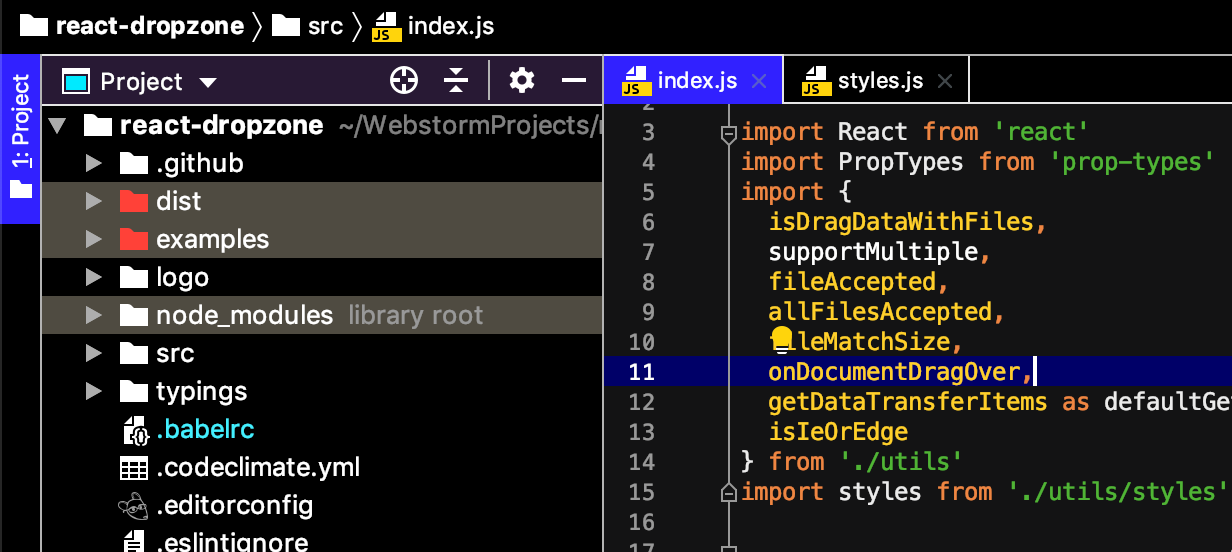 react-dropzone src index.js
1: Project
Project
react-dropzone ~/WebstormProjects/
.github
dist
examples
logo
node_modules library root
src
typings
.babelrc
.codeclimate.yml
.editorconfig
.eslintignore
index.js styles.js
2
3 import React from 'react'
4 import PropTypes from 'prop-types'
5 import {
6 isDragDataWithFiles,
7 supportMultiple,
8 fileAccepted,
9 allFilesAccepted,
10 fileMatchSize,
11 onDocumentDragOver,
12 getDataTransferItems as defaultGe
13 isIeOrEdge
14 } from './utils'
15 import styles from './utils/styles'
16
17